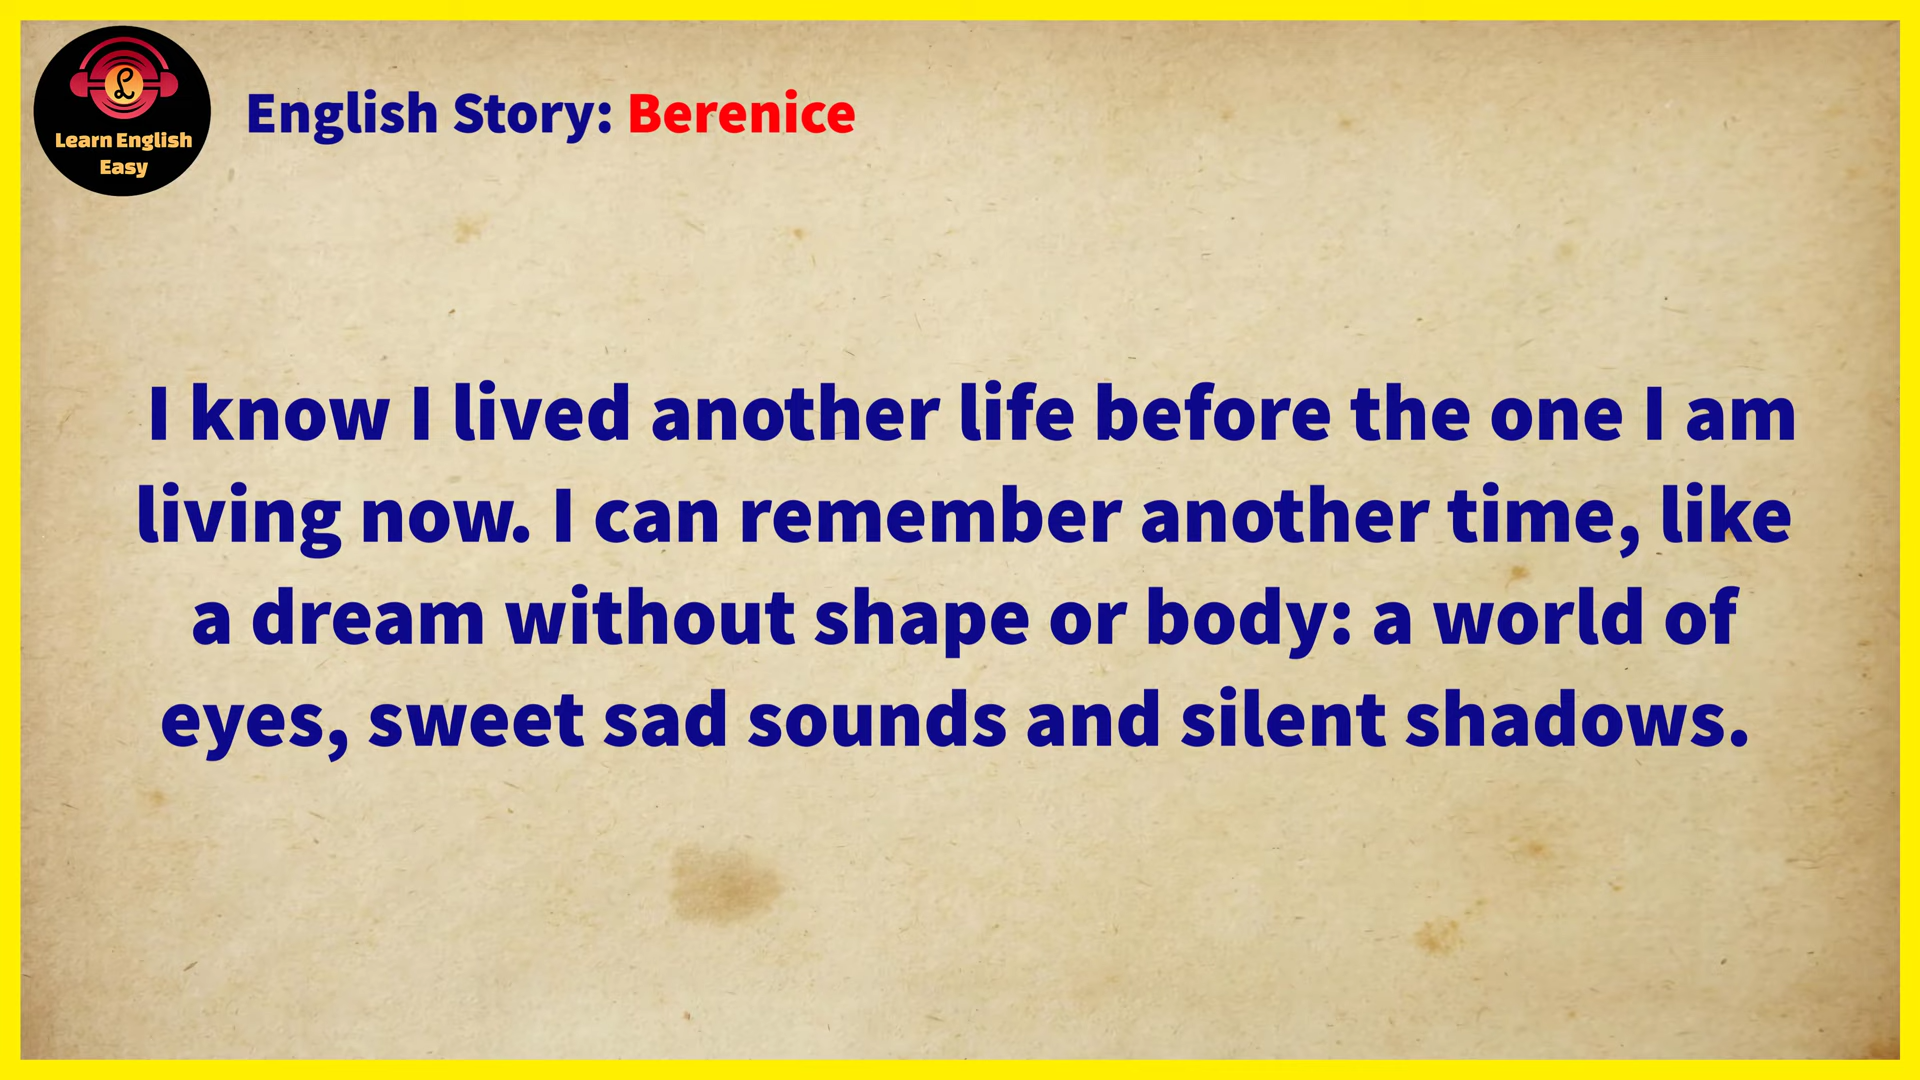 Learn English
Easy
English Story: Berenice
I know I lived another life before the one I am
living now. I can remember another time, like
a dream without shape or body: a world of
eyes, sweet sad sounds and silent shadows.